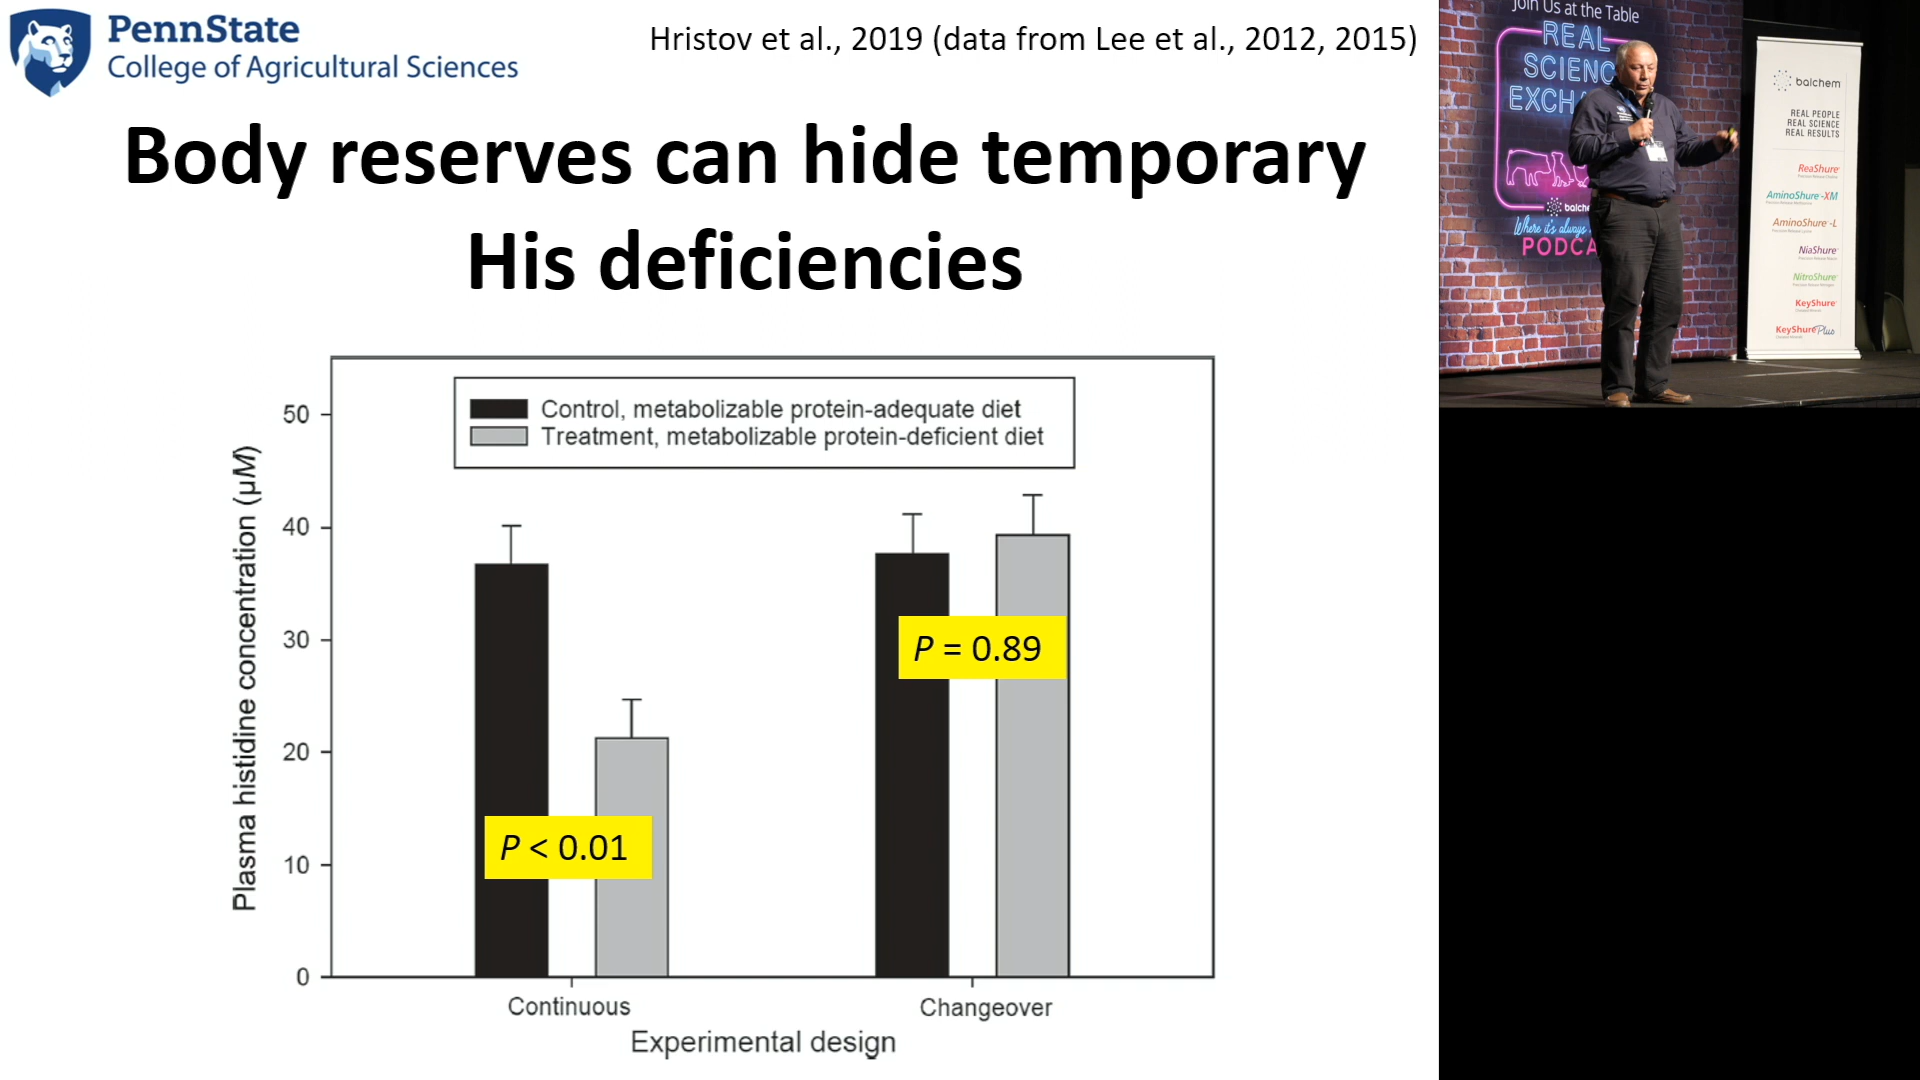 PennState
College of Agricultural Sciences
Hristov et al., 2019 (data from Lee et al., 2012, 2015)
Body reserves can hide temporary
His deficiencies
Control, metabolizable protein-adequate diet
Treatment, metabolizable protein-deficient diet
Plasma histidine concentration (µM)
50
40
30
20
10
0
P < 0.01
P = 0.89
Continuous
Changeover
Experimental design
Join Us at the Table
REAL
SCIENC
EXCH
balche
Where it's always
PODCA
balchem
REAL PEOPLE
REAL SCIENCE
REAL RESULTS
ReaShure
AminoShure-XM
AminoShure-L
NiaShure
NitroShure
KeyShure
KeyShure Plus